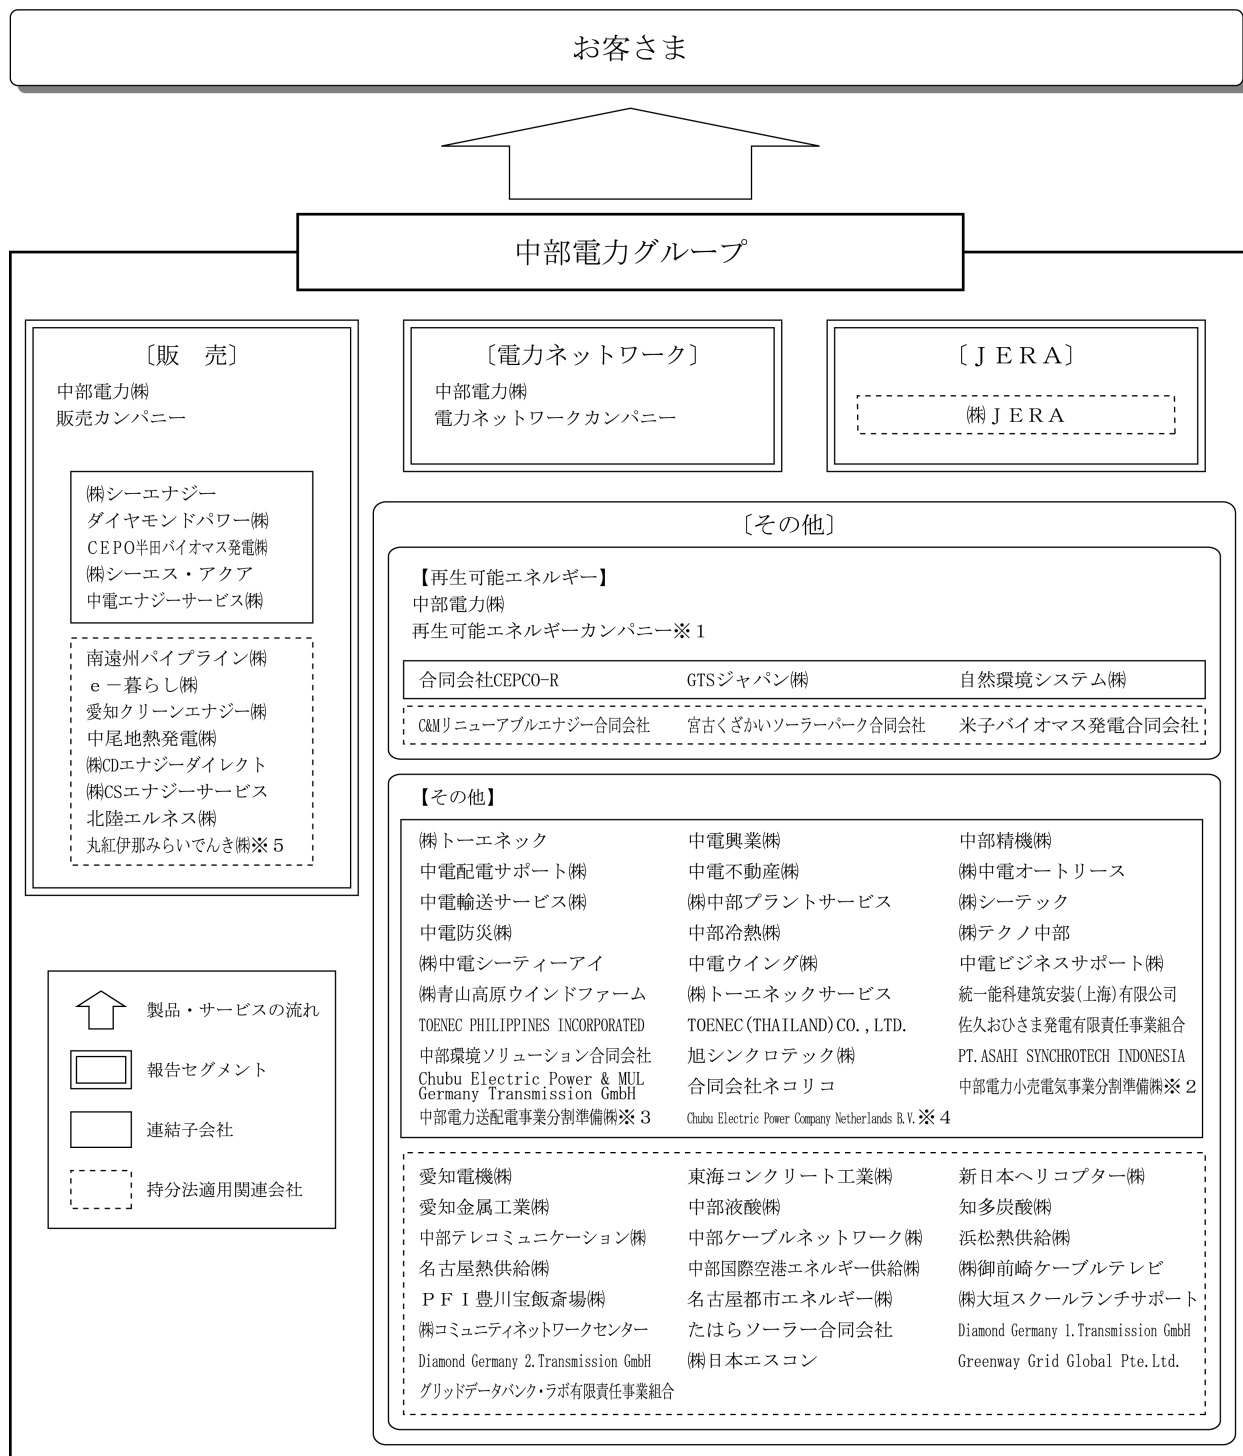 お客さま
中部電力グループ
〔販　売〕
中部電力㈱
販売カンパニー
㈱シーエナジー
ダイヤモンドパワー㈱
CEPO半田バイオマス発電㈱
㈱シーエス・アクア
中電エナジーサービス㈱
南遠州パイプライン㈱
ｅ－暮らし㈱
愛知クリーンエナジー㈱
中尾地熱発電㈱
㈱CDエナジーダイレクト
㈱CSエナジーサービス
北陸エルネス㈱
丸紅伊那みらいでんき㈱※５
〔電力ネットワーク〕
中部電力㈱
電力ネットワークカンパニー
〔ＪＥＲＡ〕
㈱ＪＥＲＡ
〔その他〕
【再生可能エネルギー】
中部電力㈱
再生可能エネルギーカンパニー※１
合同会社CEPCO-R　GTSジャパン㈱　自然環境システム㈱
C&Mリニューアブルエナジー合同会社　宮古くざかいソーラーパーク合同会社　米子バイオマス発電合同会社
【その他】
㈱トーエネック　中電興業㈱　中部精機㈱
中電配電サポート㈱　中電不動産㈱　㈱中電オートリース
中電輸送サービス㈱　㈱中部プラントサービス　㈱シーテック
中電防災㈱　中部冷熱㈱　㈱テクノ中部
㈱中電シーティーアイ　中電ウイング㈱　中電ビジネスサポート㈱
㈱青山高原ウインドファーム　㈱トーエネックサービス　統一能科建筑安装(上海)有限公司
TOENEC PHILIPPINES INCORPORATED　TOENEC(THAILAND)CO.,LTD.　佐久おひさま発電有限責任事業組合
中部環境ソリューション合同会社　旭シンクロテック㈱　PT.ASAHI SYNCHROTECH INDONESIA
Chubu Electric Power & MUL
Germany Transmission GmbH　合同会社ネコリコ　中部電力小売電気事業分割準備㈱※２
中部電力送配電事業分割準備㈱※３　Chubu Electric Power Company Netherlands B.V.※４
愛知電機㈱　東海コンクリート工業㈱　新日本ヘリコプター㈱
愛知金属工業㈱　中部液酸㈱　知多炭酸㈱
中部テレコミュニケーション㈱　中部ケーブルネットワーク㈱　浜松熱供給㈱
名古屋熱供給㈱　中部国際空港エネルギー供給㈱　㈱御前崎ケーブルテレビ
ＰＦＩ豊川宝飯斎場㈱　名古屋都市エネルギー㈱　㈱大垣スクールランチサポート
㈱コミュニティネットワークセンター　たはらソーラー合同会社　Diamond Germany 1.Transmission GmbH
Diamond Germany 2.Transmission GmbH　㈱日本エスコン　Greenway Grid Global Pte.Ltd.
グリッドデータバンク・ラボ有限責任事業組合
製品・サービスの流れ
報告セグメント
連結子会社
持分法適用関連会社